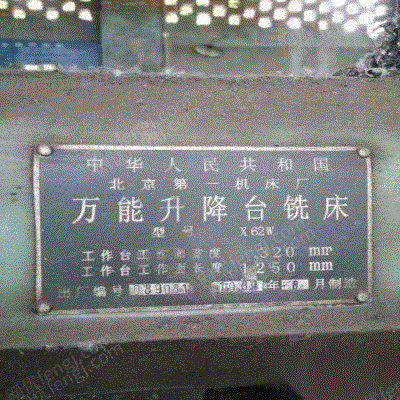 中华人民共和国
北京第一机床厂
万能升降台铣床
型号 X62W
工作台工作面宽度 320 mm
工作台工作面长度 1250 mm
出厂编号 年 月制造